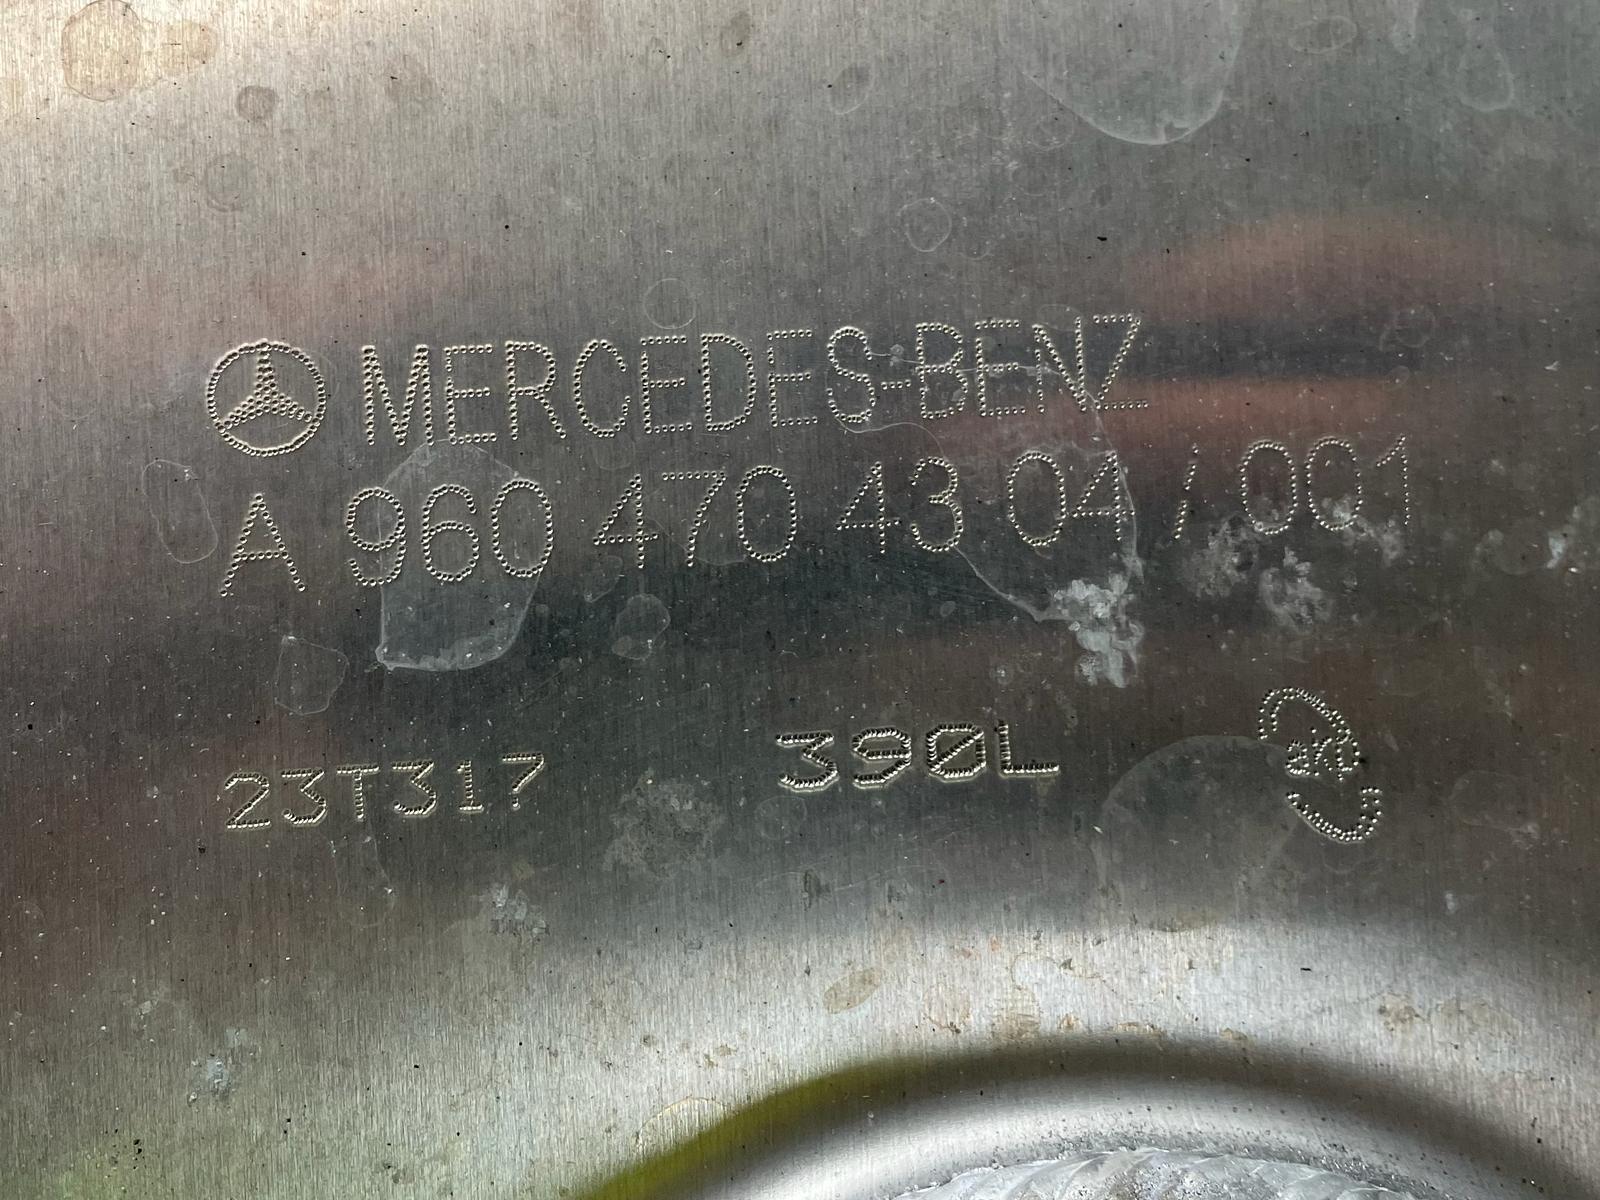 MERCEDES-BENZ
A 960 470 43 04 / 001
23T317 390L